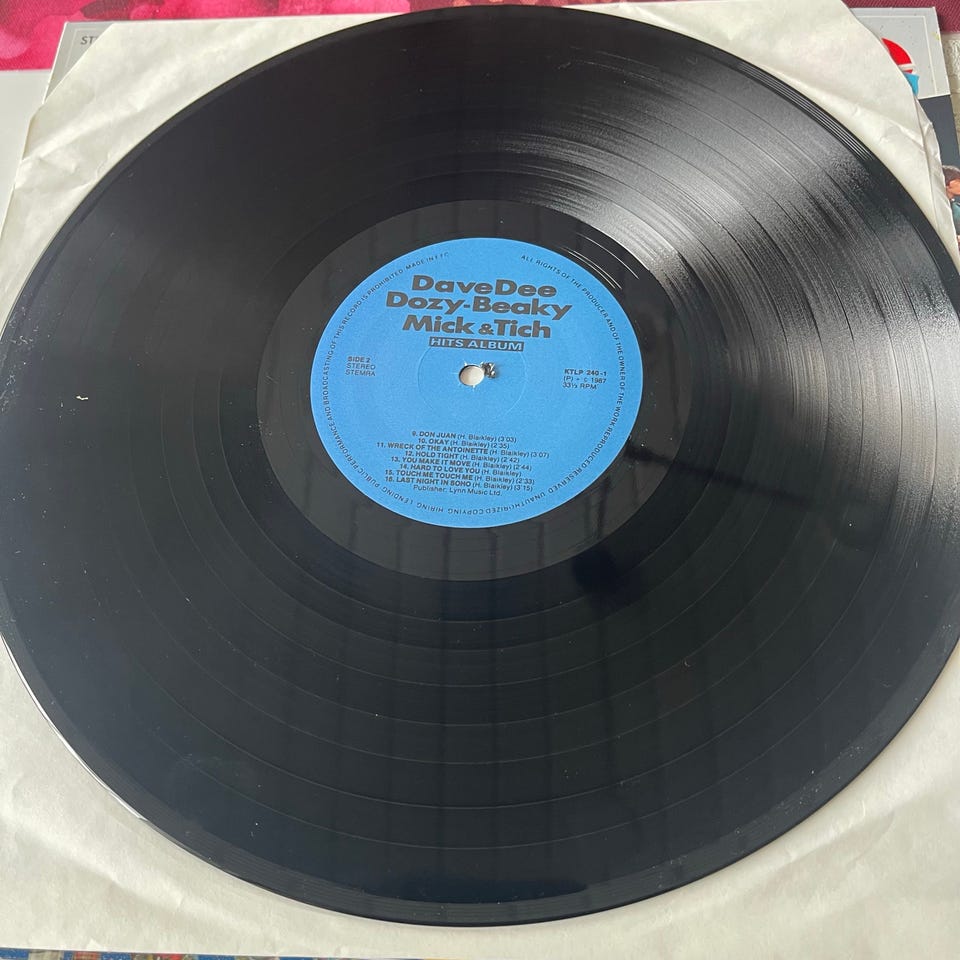 ST
ALL RIGHTS OF THE PRODUCER AND OF THE OWNER OF THE WORK REPRODUCED RESERVED UNAUTHORIZED COPYING HIRING LENDING PUBLIC PERFORMANCE AND BROADCASTING OF THIS RECORD IS PROHIBITED. MADE IN EEC
DaveDee
Dozy-Beaky
Mick & Tich
HITS ALBUM
SIDE 2
STEREO
STEMRA
KTLP 240-1
(P) + © 1987
33⅓ RPM
9. DON JUAN (H. Blaikley) (3'03)
10. OKAY (H. Blaikley) (2'35)
11. WRECK OF THE ANTOINETTE (H. Blaikley) (3'07)
12. HOLD TIGHT (H. Blaikley) (2'42)
13. YOU MAKE IT MOVE (H. Blaikley) (2'44)
14. HARD TO LOVE YOU (H. Blaikley)
15. TOUCH ME TOUCH ME (H. Blaikley) (2'33)
16. LAST NIGHT IN SOHO (H. Blaikley) (3'15)
Publisher: Lynn Music Ltd.